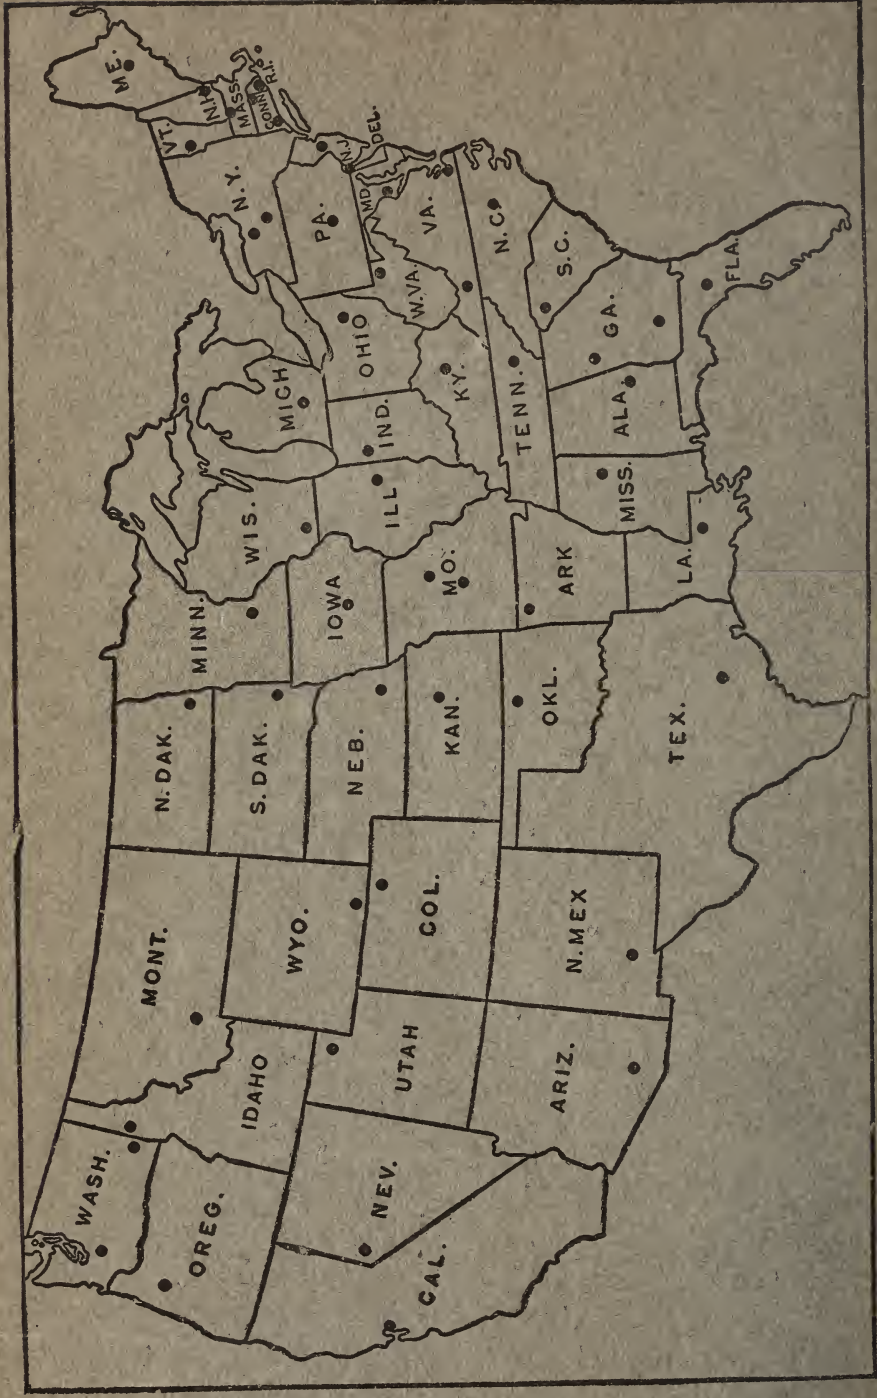 WASH.
OREG.
CAL.
NEV.
IDAHO
MONT.
WYO.
UTAH
ARIZ.
COL.
N.MEX
N. DAK.
S. DAK.
NEB.
KAN.
OKL.
TEX.
MINN.
IOWA
MO.
ARK
LA.
WIS.
ILL
MICH
IND.
OHIO
KY.
TENN.
MISS.
ALA.
GA.
FLA.
S.C.
N.C.
VA.
W.VA.
MD.
DEL.
PA.
N.J.
N.Y.
VT.
N.H.
MASS.
CONN.
R.I.
ME.